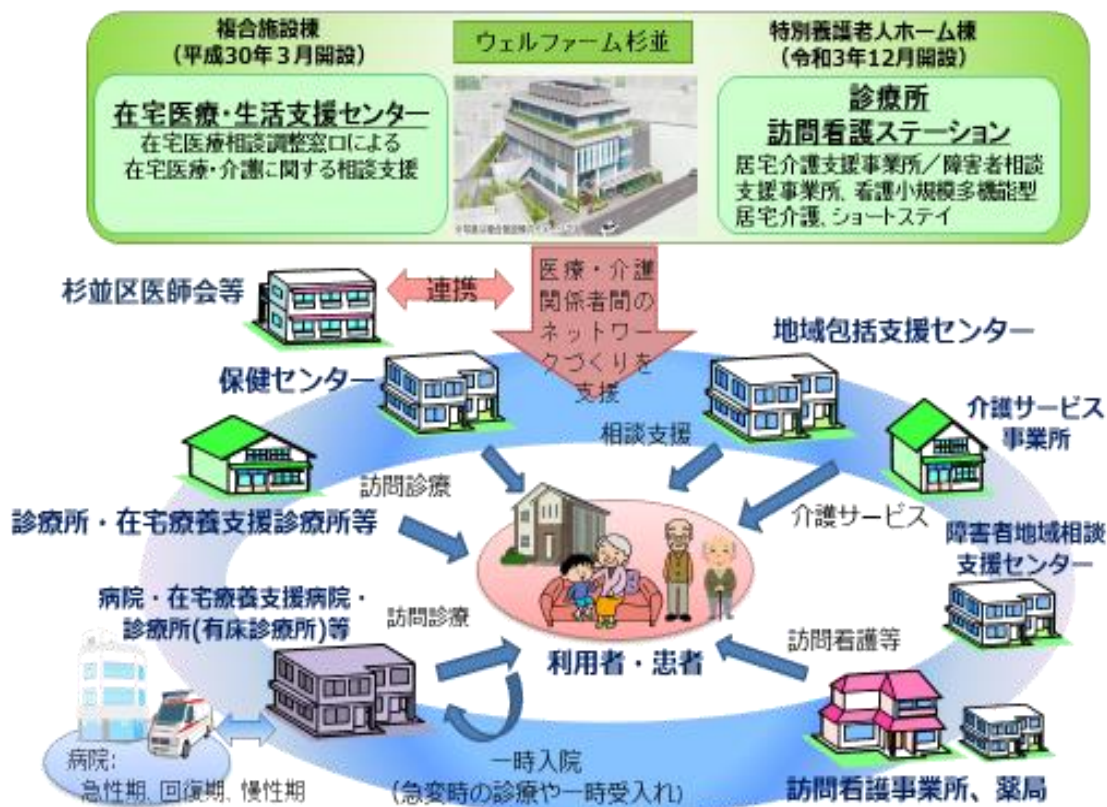 複合施設棟
(平成30年3月開設)
ウェルファーム杉並
特別養護老人ホーム棟
(令和3年12月開設)
在宅医療・生活支援センター
在宅医療相談調整窓口による
在宅医療・介護に関する相談支援
診療所
訪問看護ステーション
居宅介護支援事業所/障害者相談
支援事業所、看護小規模多機能型
居宅介護、ショートステイ
医療・介護
関係者間の
ネットワー
クづくりを
支援
杉並区医師会等
連携
地域包括支援センター
保健センター
介護サービス
事業所
相談支援
訪問診療
介護サービス
診療所・在宅療養支援診療所等
障害者地域相談
支援センター
病院・在宅療養支援病院・
診療所(有床診療所)等
訪問診療
訪問看護等
利用者・患者
病院:
急性期、回復期、慢性期
一時入院
(急変時の診療や一時受入れ)
訪問看護事業所、薬局